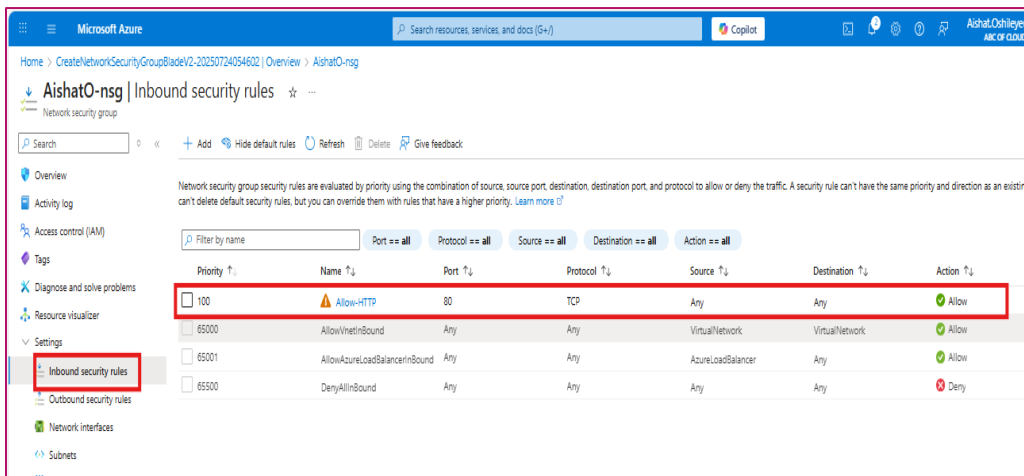 Microsoft Azure
Search resources, services, and docs (G+/)
Copilot
2
Aishat.Oshileye
ABC OF CLOUD
Home > CreateNetworkSecurityGroupBladeV2-20250724054602 | Overview > AishatO-nsg
AishatO-nsg | Inbound security rules
Network security group
Search
+ Add Hide default rules Refresh Delete Give feedback
Overview
Activity log
Access control (IAM)
Tags
Diagnose and solve problems
Resource visualizer
Settings
Inbound security rules
Outbound security rules
Network interfaces
Subnets
Network security group security rules are evaluated by priority using the combination of source, source port, destination, destination port, and protocol to allow or deny the traffic. A security rule can't have the same priority and direction as an existin
can't delete default security rules, but you can override them with rules that have a higher priority. Learn more
Filter by name
Port == all Protocol == all Source == all Destination == all Action == all
Priority Name Port Protocol Source Destination Action
100 Allow-HTTP 80 TCP Any Any Allow
65000 AllowVnetInBound Any Any VirtualNetwork VirtualNetwork Allow
65001 AllowAzureLoadBalancerInBound Any Any AzureLoadBalancer Any Allow
65500 DenyAllInBound Any Any Any Any Deny